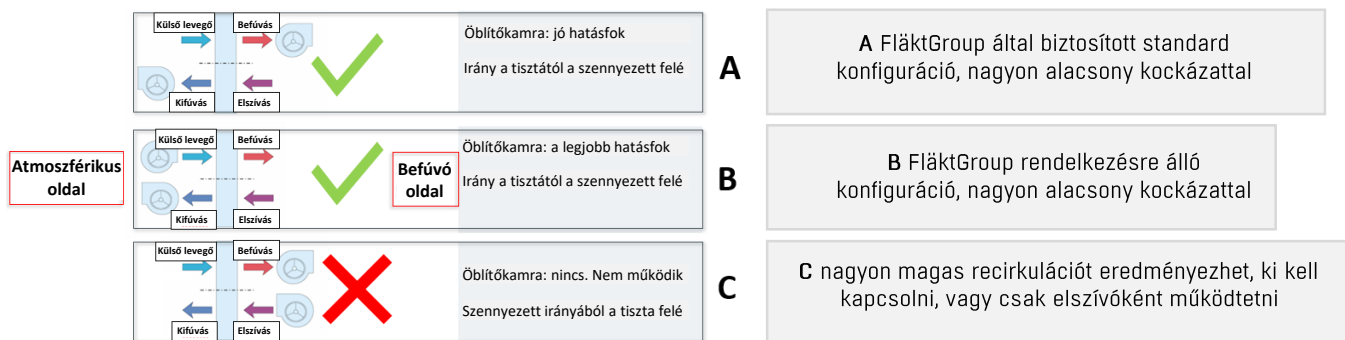 Külső levegő
Befúvás
Kifúvás
Elszívás
Öblítőkamra: jó hatásfok
Irány a tisztától a szennyezett felé
A
A FläktGroup által biztosított standard
konfiguráció, nagyon alacsony kockázattal
Atmoszférikus
oldal
Külső levegő
Befúvás
Kifúvás
Elszívás
Befúvó
oldal
Öblítőkamra: a legjobb hatásfok
Irány a tisztától a szennyezett felé
B
B FläktGroup rendelkezésre álló
konfiguráció, nagyon alacsony kockázattal
Külső levegő
Befúvás
Kifúvás
Elszívás
Öblítőkamra: nincs. Nem működik
Szennyezett irányából a tiszta felé
C
C nagyon magas recirkulációt eredményezhet, ki kell
kapcsolni, vagy csak elszívóként működtetni